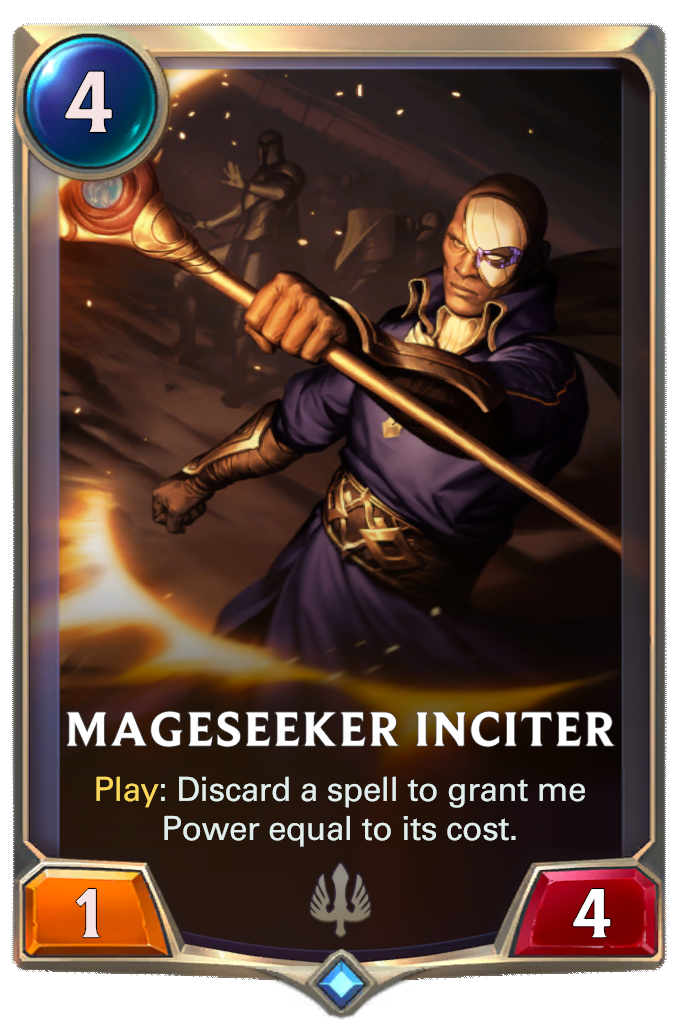 4
MAGESEEKER INCITER
Play: Discard a spell to grant me
Power equal to its cost.
1
4